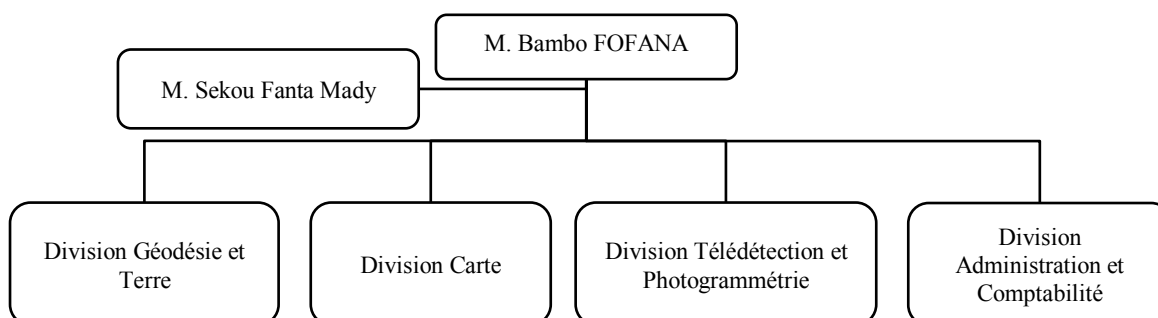 M. Bambo FOFANA
M. Sekou Fanta Mady
Division Géodésie et
Terre
Division Carte
Division Télédétection et
Photogrammétrie
Division
Administration et
Comptabilité